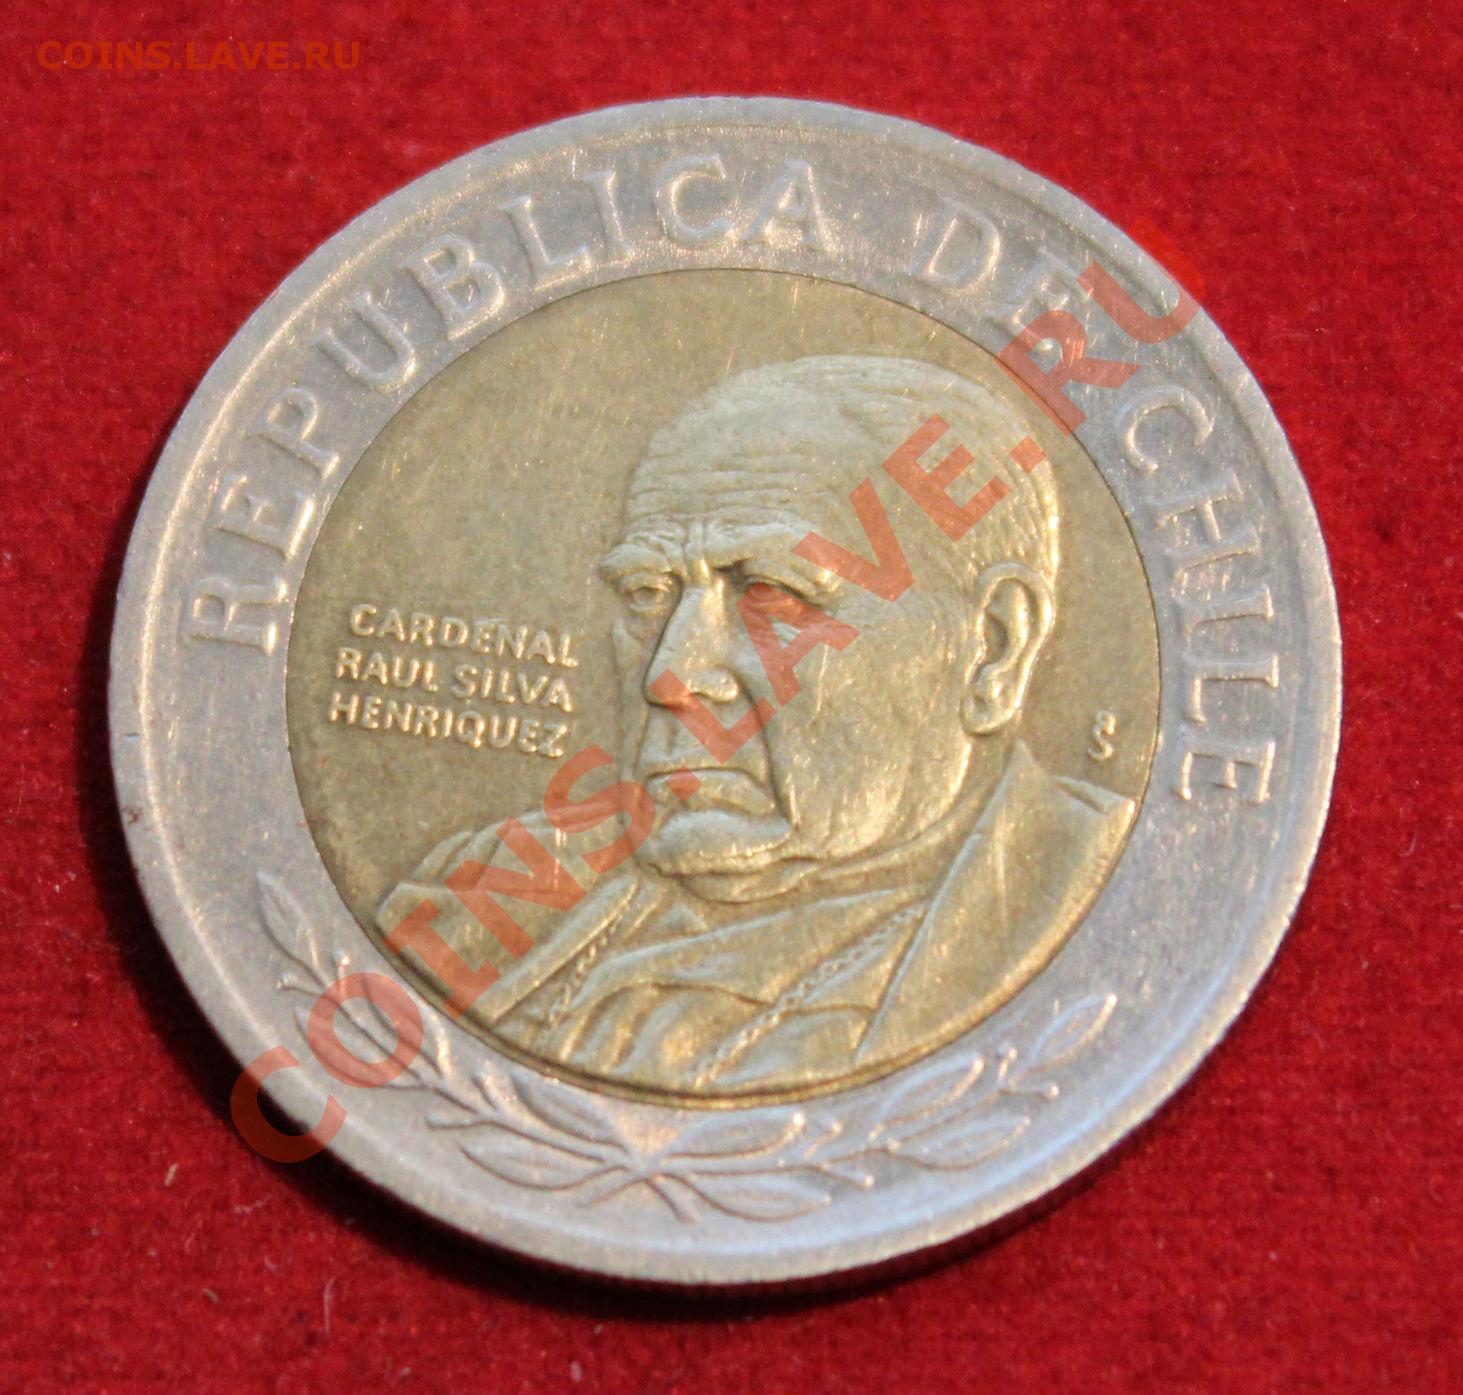 COINS.LAVE.RU
REPUBLICA DE CHILE
CARDENAL
RAUL SILVA
HENRIQUEZ
S
COINS.LAVE.RU